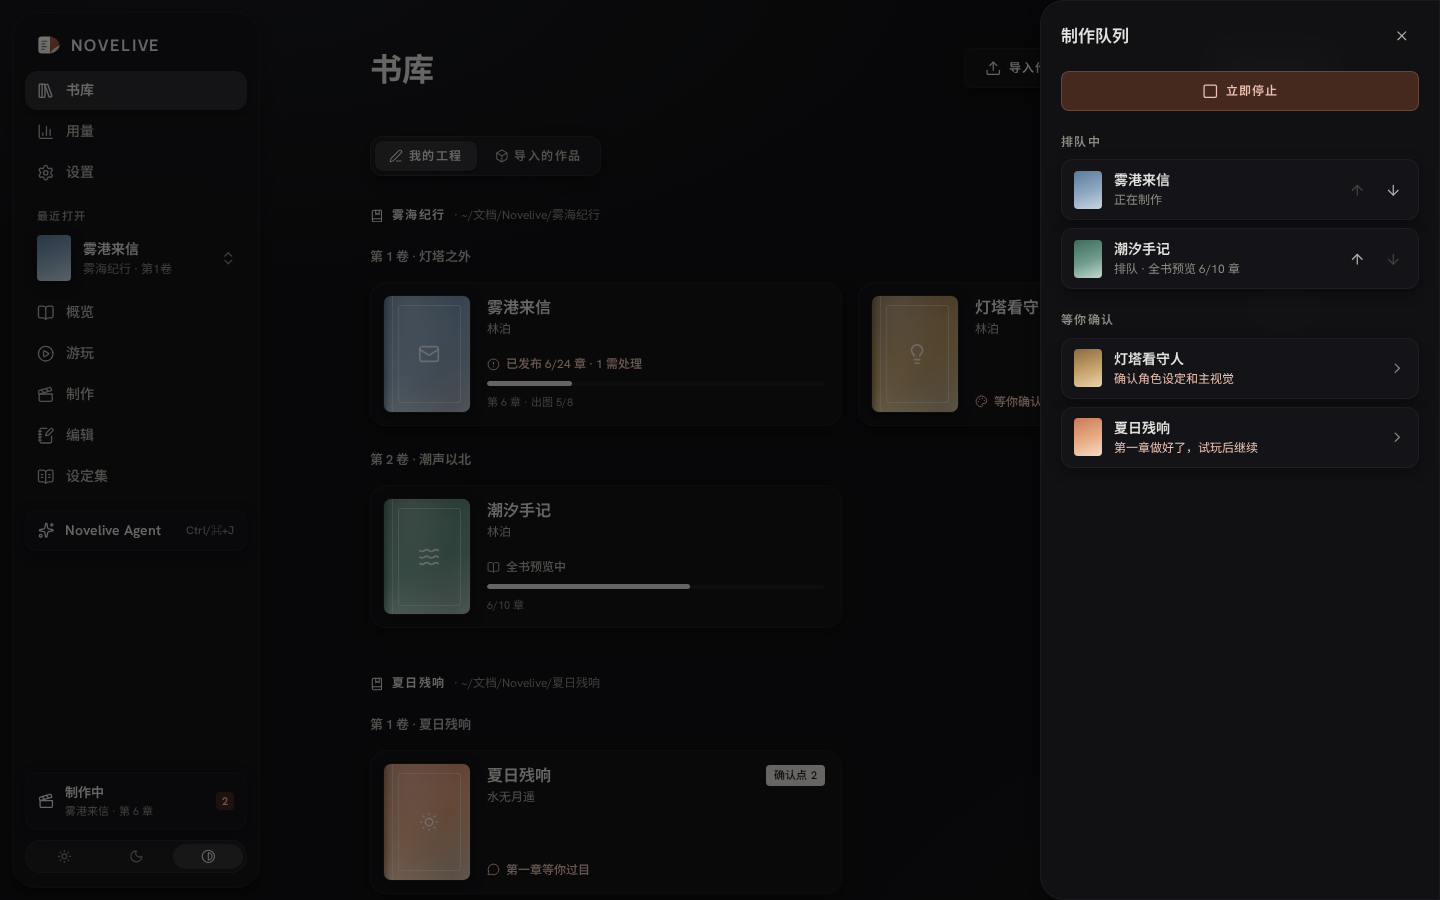 NOVELIVE
书库
用量
设置
最近打开
雾港来信
雾海纪行 · 第1卷
概览
游玩
制作
编辑
设定集
Novelive Agent
Ctrl/⌘+J
制作中
雾港来信 · 第 6 章
2
书库
导入
我的工程
导入的作品
雾海纪行 · ~/文档/Novelive/雾海纪行
第 1 卷 · 灯塔之外
雾港来信
林泊
已发布 6/24 章 · 1 需处理
第 6 章 · 出图 5/8
灯塔看守
林泊
等你确认
第 2 卷 · 潮声以北
潮汐手记
林泊
全书预览中
6/10 章
夏日残响 · ~/文档/Novelive/夏日残响
第 1 卷 · 夏日残响
夏日残响
确认点 2
水无月遥
第一章等你过目
制作队列
立即停止
排队中
雾港来信
正在制作
潮汐手记
排队 · 全书预览 6/10 章
等你确认
灯塔看守人
确认角色设定和主视觉
夏日残响
第一章做好了，试玩后继续